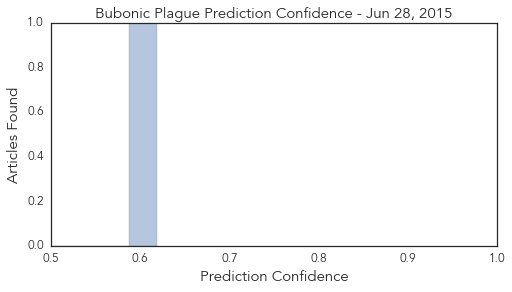 Bubonic Plague Prediction Confidence - Jun 28, 2015
1.0
0.8
0.6
0.4
0.2
0.0
Articles Found
0.5 0.6 0.7 0.8 0.9 1.0
Prediction Confidence